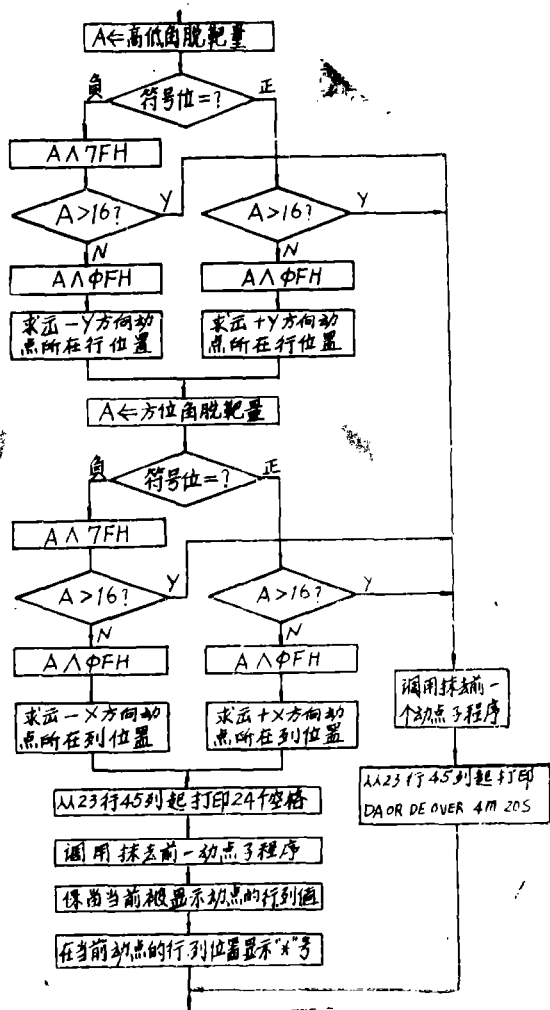 A⇐高低角脱靶量
負
符号位=?
正
A∧7FH
A>16?
Y
A>16?
Y
N
N
A∧ΦFH
A∧ΦFH
求出-Y方向动
点所在行位置
求出+Y方向动
点所在行位置
A⇐方位角脱靶量
負
符号位=?
正
A∧7FH
A>16?
Y
A>16?
Y
N
N
A∧ΦFH
A∧ΦFH
调用抹去前一
个动点子程序
求出-X方向动
点所在列位置
求出+X方向动
点所在列位置
从23行45列起打印
DA OR DE OVER 4M 20S
从23行45列起打印24个空格
调用抹去前一动点子程序
保尚当前被显示动点的行列值
在当前动点的行.列位置显示"*"号